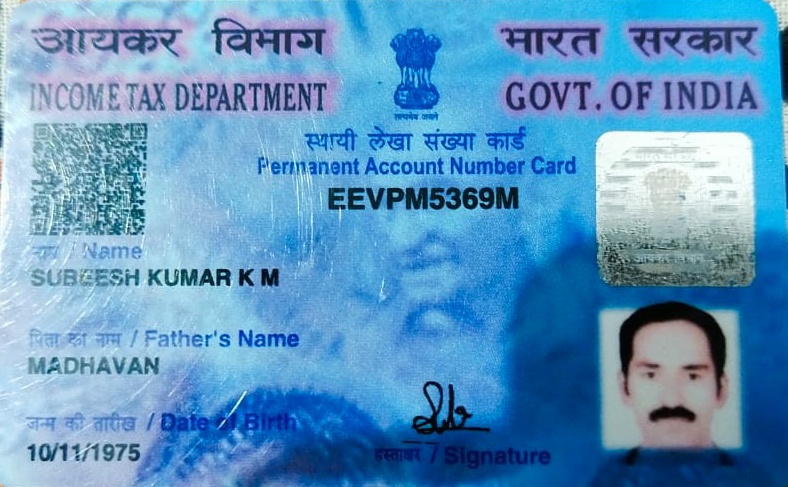 आयकर विभाग
भारत सरकार
INCOME TAX DEPARTMENT
GOVT. OF INDIA
सत्यमेव जयते
स्थायी लेखा संख्या कार्ड
Permanent Account Number Card
EEVPM5369M
नाम / Name
SUBEESH KUMAR K M
पिता का नाम / Father's Name
MADHAVAN
जन्म की तारीख / Date of Birth
10/11/1975
हस्ताक्षर / Signature